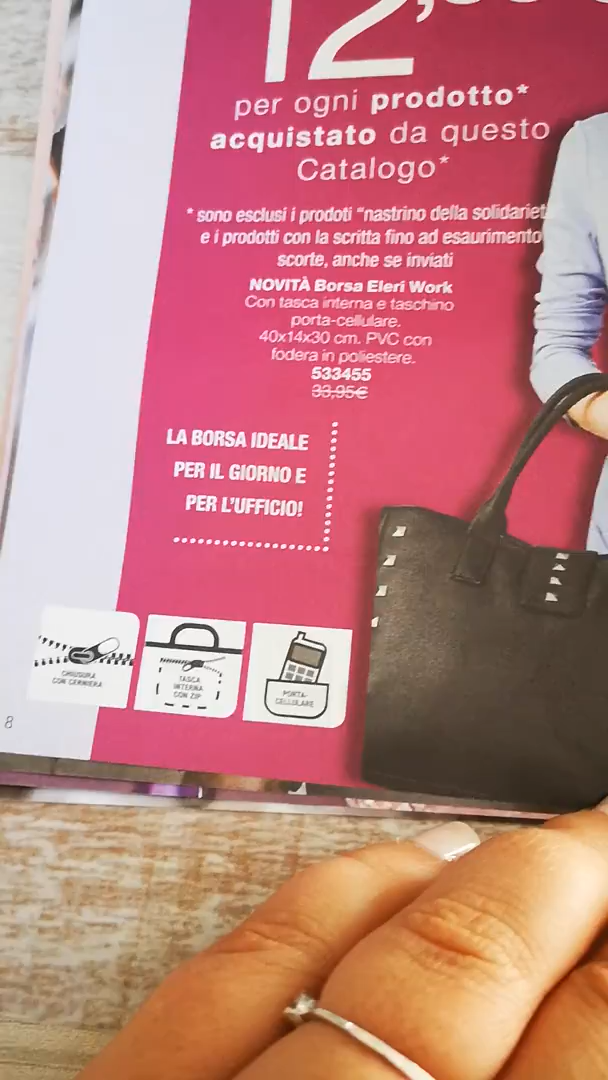 12,
per ogni prodotto*
acquistato da questo
Catalogo*
* sono esclusi i prodoti "nastrino della solidariet
e i prodotti con la scritta fino ad esaurimento
scorte, anche se inviati
NOVITÀ Borsa Eleri Work
Con tasca interna e taschino
porta-cellulare.
40x14x30 cm. PVC con
fodera in poliestere.
533455
33,95€
LA BORSA IDEALE
PER IL GIORNO E
PER L'UFFICIO!
CHIUSURA
CON CERNIERA
TASCA
INTERNA
CON ZIP
PORTA-
CELLULARE
8